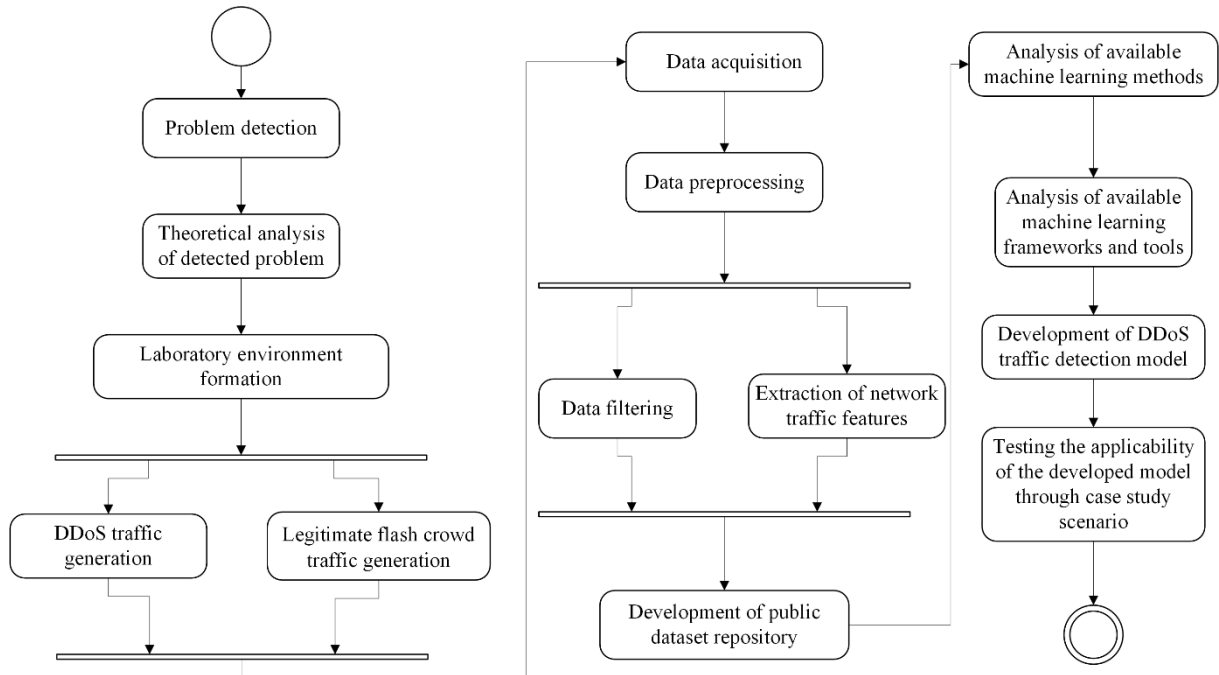 Problem detection
Theoretical analysis
of detected problem
Laboratory environment
formation
DDoS traffic
generation
Legitimate flash crowd
traffic generation
Data acquisition
Data preprocessing
Data filtering
Extraction of network
traffic features
Development of public
dataset repository
Analysis of available
machine learning methods
Analysis of available
machine learning
frameworks and tools
Development of DDoS
traffic detection model
Testing the applicability
of the developed model
through case study
scenario